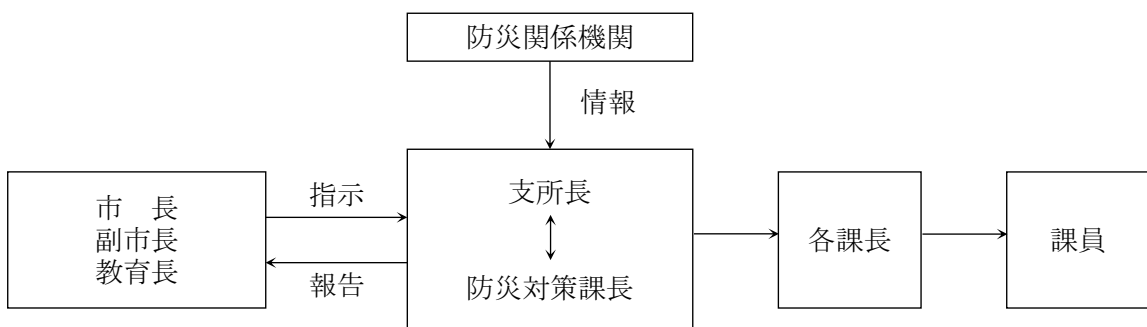 防災関係機関
情報
市　長
副市長
教育長
指示
報告
支所長
防災対策課長
各課長
課員